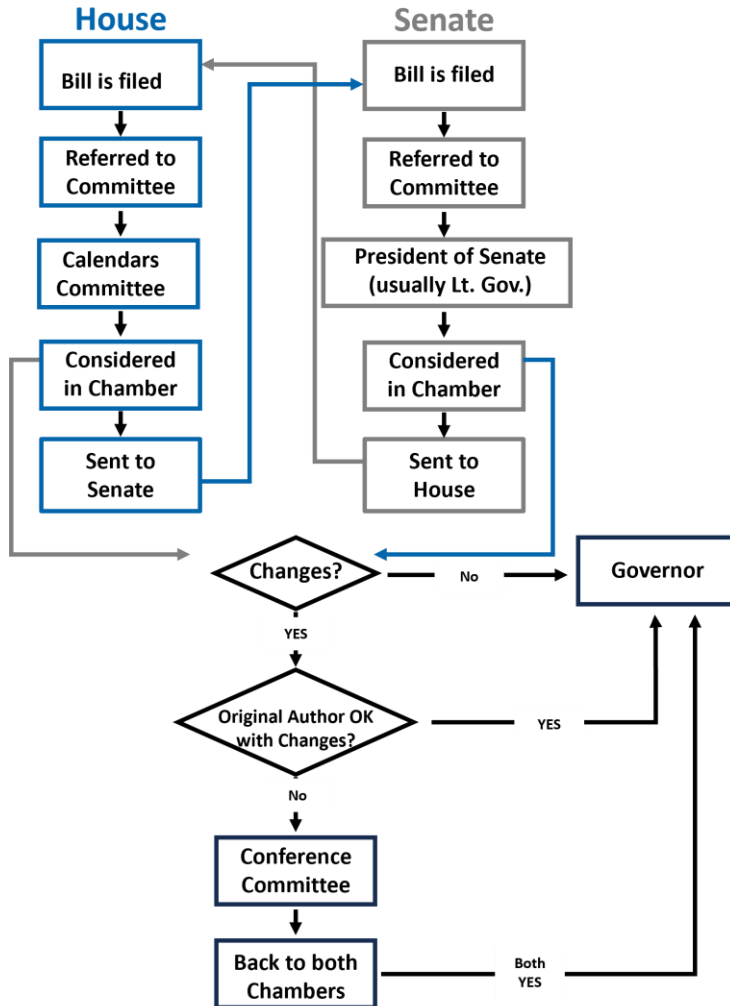 House
Bill is filed
Referred to
Committee
Calendars
Committee
Considered
in Chamber
Sent to
Senate
Senate
Bill is filed
Referred to
Committee
President of Senate
(usually Lt. Gov.)
Considered
in Chamber
Sent to
House
Changes?
No
Governor
YES
Original Author OK
with Changes?
YES
No
Conference
Committee
Back to both
Chambers
Both
YES